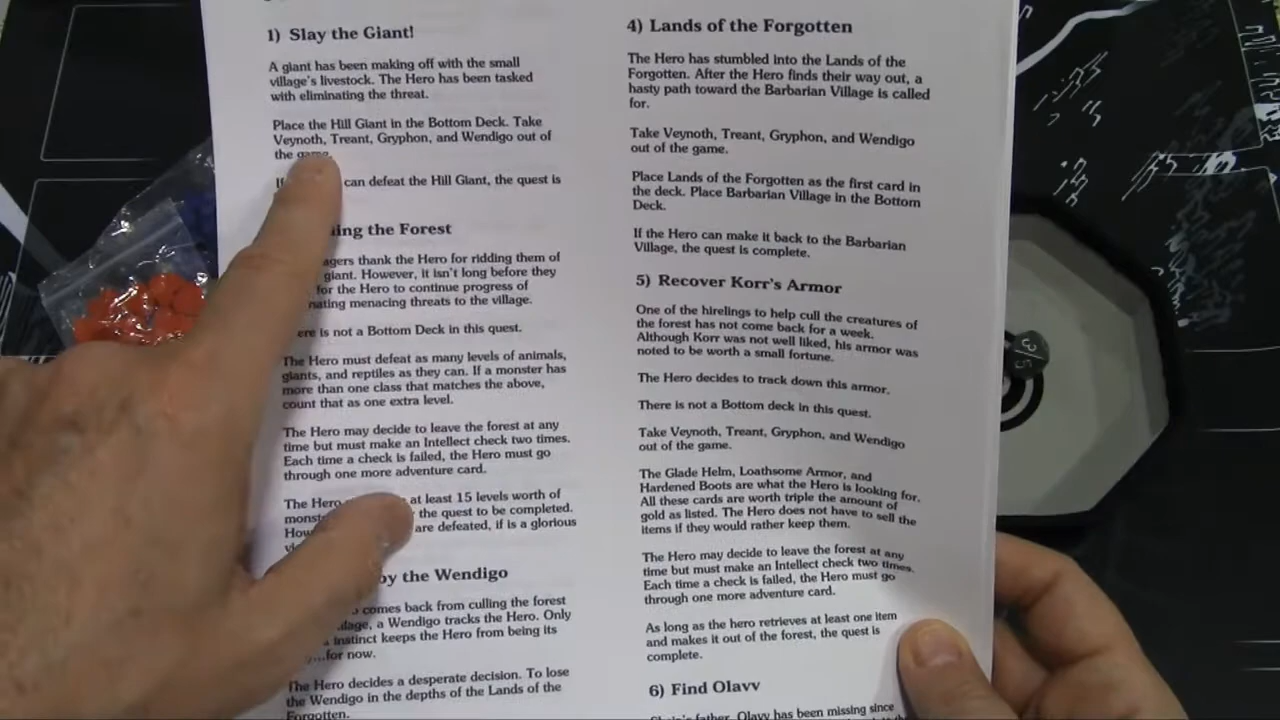 1) Slay the Giant!
A giant has been making off with the small
village's livestock. The Hero has been tasked
with eliminating the threat.
Place the Hill Giant in the Bottom Deck. Take
Veynoth, Treant, Gryphon, and Wendigo out of
the game.
If can defeat the Hill Giant, the quest is
the Forest
thank the Hero for ridding them of
giant. However, it isn't long before they
for the Hero to continue progress of
menacing threats to the village.
is not a Bottom Deck in this quest.
The Hero must defeat as many levels of animals,
giants, and reptiles as they can. If a monster has
more than one class that matches the above,
count that as one extra level.
The Hero may decide to leave the forest at any
time but must make an Intellect check two times.
Each time a check is failed, the Hero must go
through one more adventure card.
The Hero at least 15 levels worth of
the quest to be completed.
are defeated, if is a glorious
by the Wendigo
comes back from culling the forest
a Wendigo tracks the Hero. Only
instinct keeps the Hero from being its
...for now.
The Hero decides a desperate decision. To lose
the Wendigo in the depths of the Lands of the
Forgotten.
4) Lands of the Forgotten
The Hero has stumbled into the Lands of the
Forgotten. After the Hero finds their way out, a
hasty path toward the Barbarian Village is called
for.
Take Veynoth, Treant, Gryphon, and Wendigo
out of the game.
Place Lands of the Forgotten as the first card in
the deck. Place Barbarian Village in the Bottom
Deck.
If the Hero can make it back to the Barbarian
Village, the quest is complete.
5) Recover Korr's Armor
One of the hirelings to help cull the creatures of
the forest has not come back for a week.
Although Korr was not well liked, his armor was
noted to be worth a small fortune.
The Hero decides to track down this armor.
There is not a Bottom deck in this quest.
Take Veynoth, Treant, Gryphon, and Wendigo
out of the game.
The Glade Helm, Loathsome Armor, and
Hardened Boots are what the Hero is looking for.
All these cards are worth triple the amount of
gold as listed. The Hero does not have to sell the
items if they would rather keep them.
The Hero may decide to leave the forest at any
time but must make an Intellect check two times.
Each time a check is failed, the Hero must go
through one more adventure card.
As long as the hero retrieves at least one item
and makes it out of the forest, the quest is
complete.
6) Find Olavv
father, Olavv has been missing since
3/5